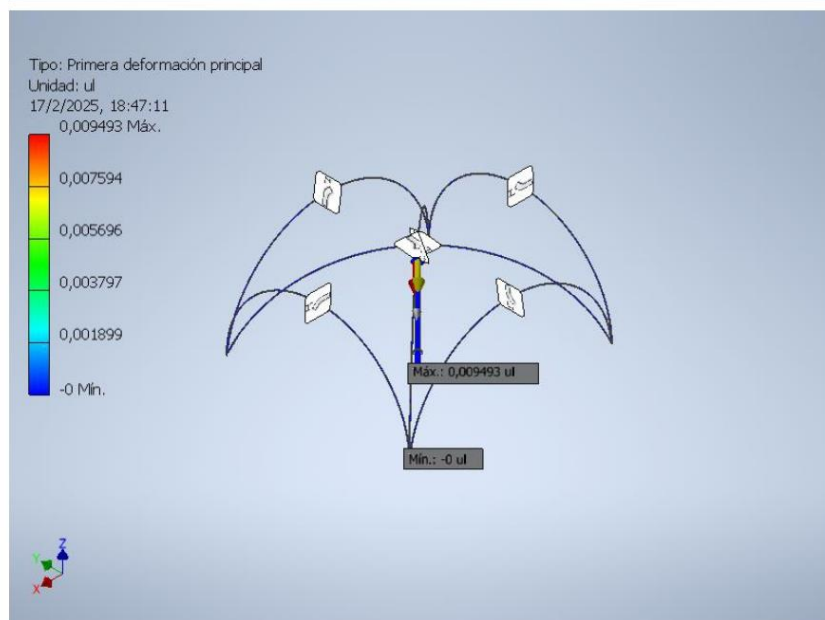 Tipo: Primera deformación principal
Unidad: ul
17/2/2025, 18:47:11
0,009493 Máx.
0,007594
0,005696
0,003797
0,001899
-0 Mín.
Máx.: 0,009493 ul
Mín.: -0 ul
Z
Y
X